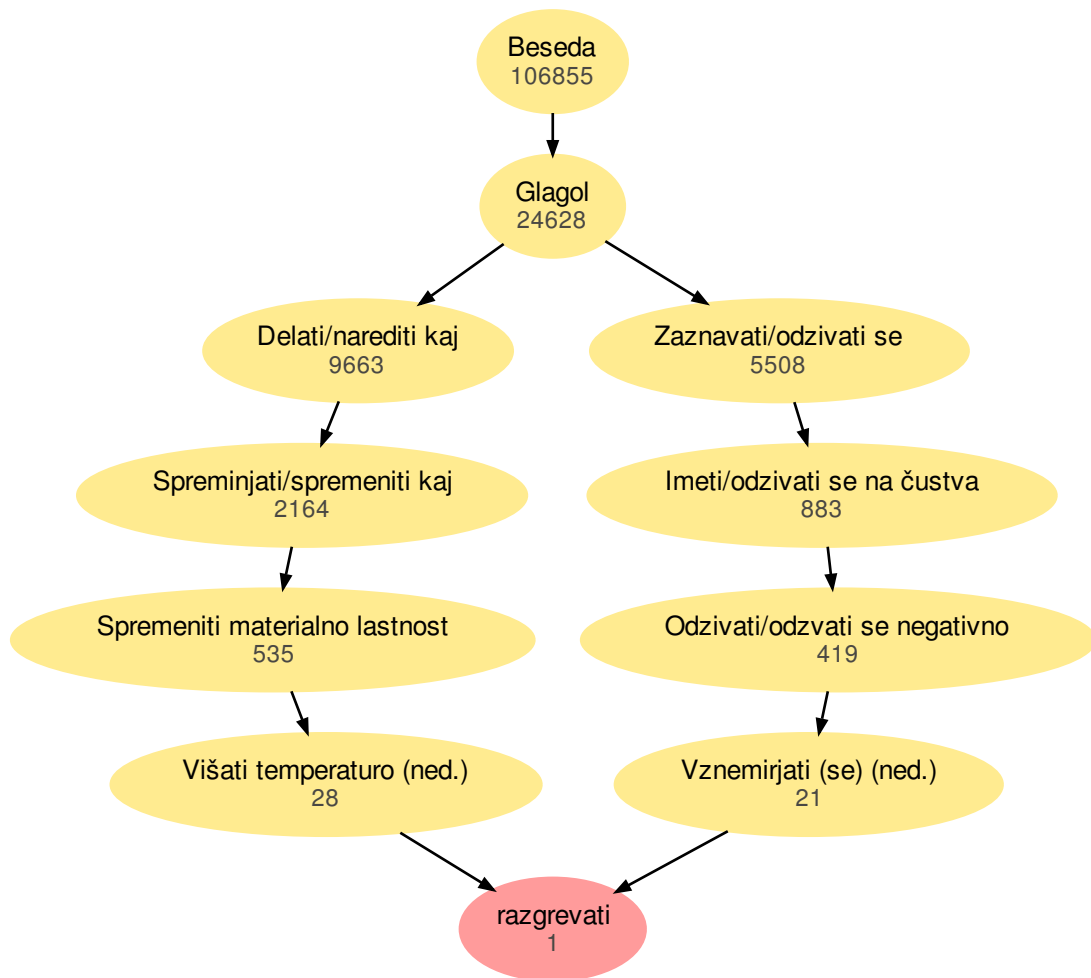 Beseda
106855
Glagol
24628
Delati/narediti kaj
9663
Zaznavati/odzivati se
5508
Spreminjati/spremeniti kaj
2164
Imeti/odzivati se na čustva
883
Spremeniti materialno lastnost
535
Odzivati/odzvati se negativno
419
Višati temperaturo (ned.)
28
Vznemirjati (se) (ned.)
21
razgrevati
1